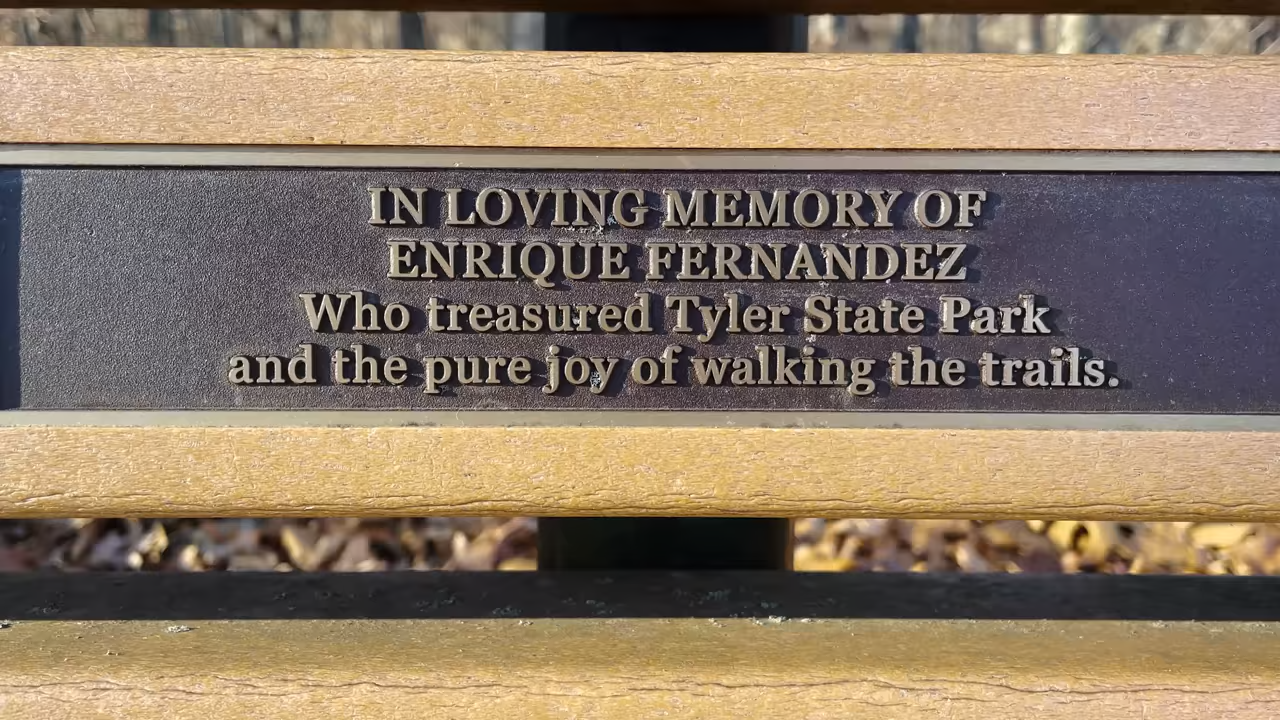 IN LOVING MEMORY OF
ENRIQUE FERNANDEZ
Who treasured Tyler State Park
and the pure joy of walking the trails.